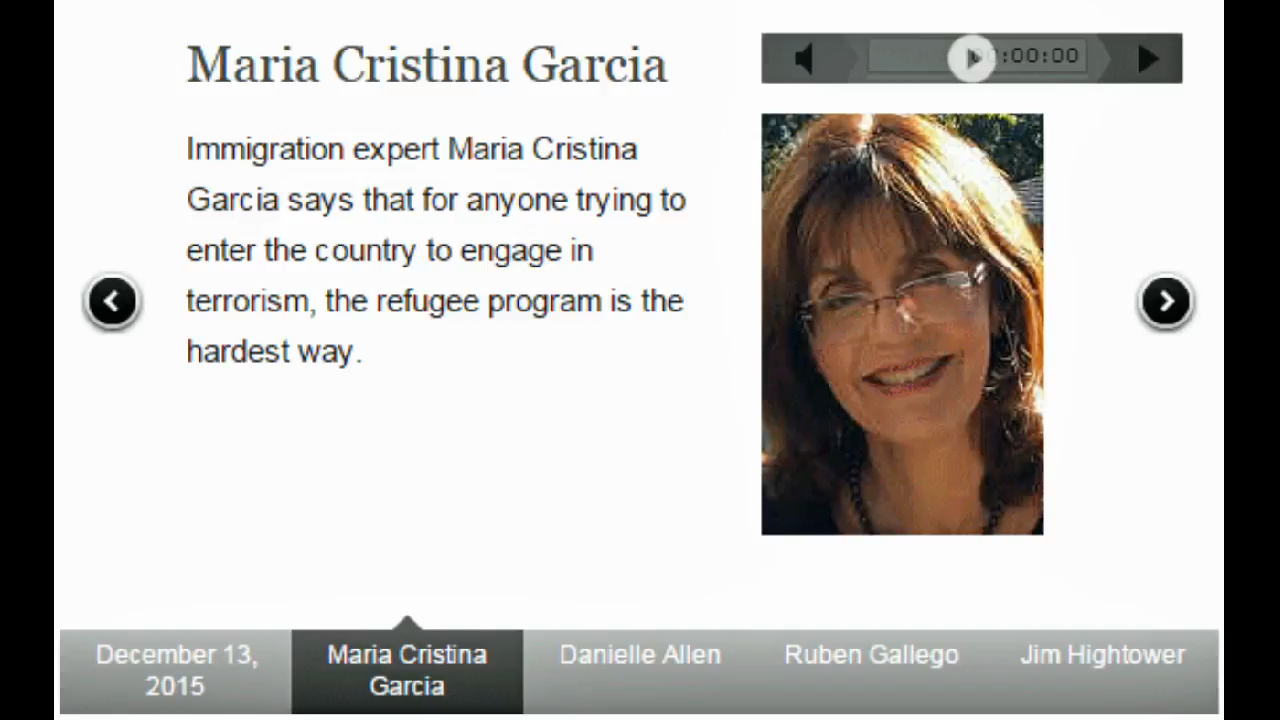 Maria Cristina Garcia
Immigration expert Maria Cristina
Garcia says that for anyone trying to
enter the country to engage in
terrorism, the refugee program is the
hardest way.
:00:00
December 13,
2015
Maria Cristina
Garcia
Danielle Allen
Ruben Gallego
Jim Hightower